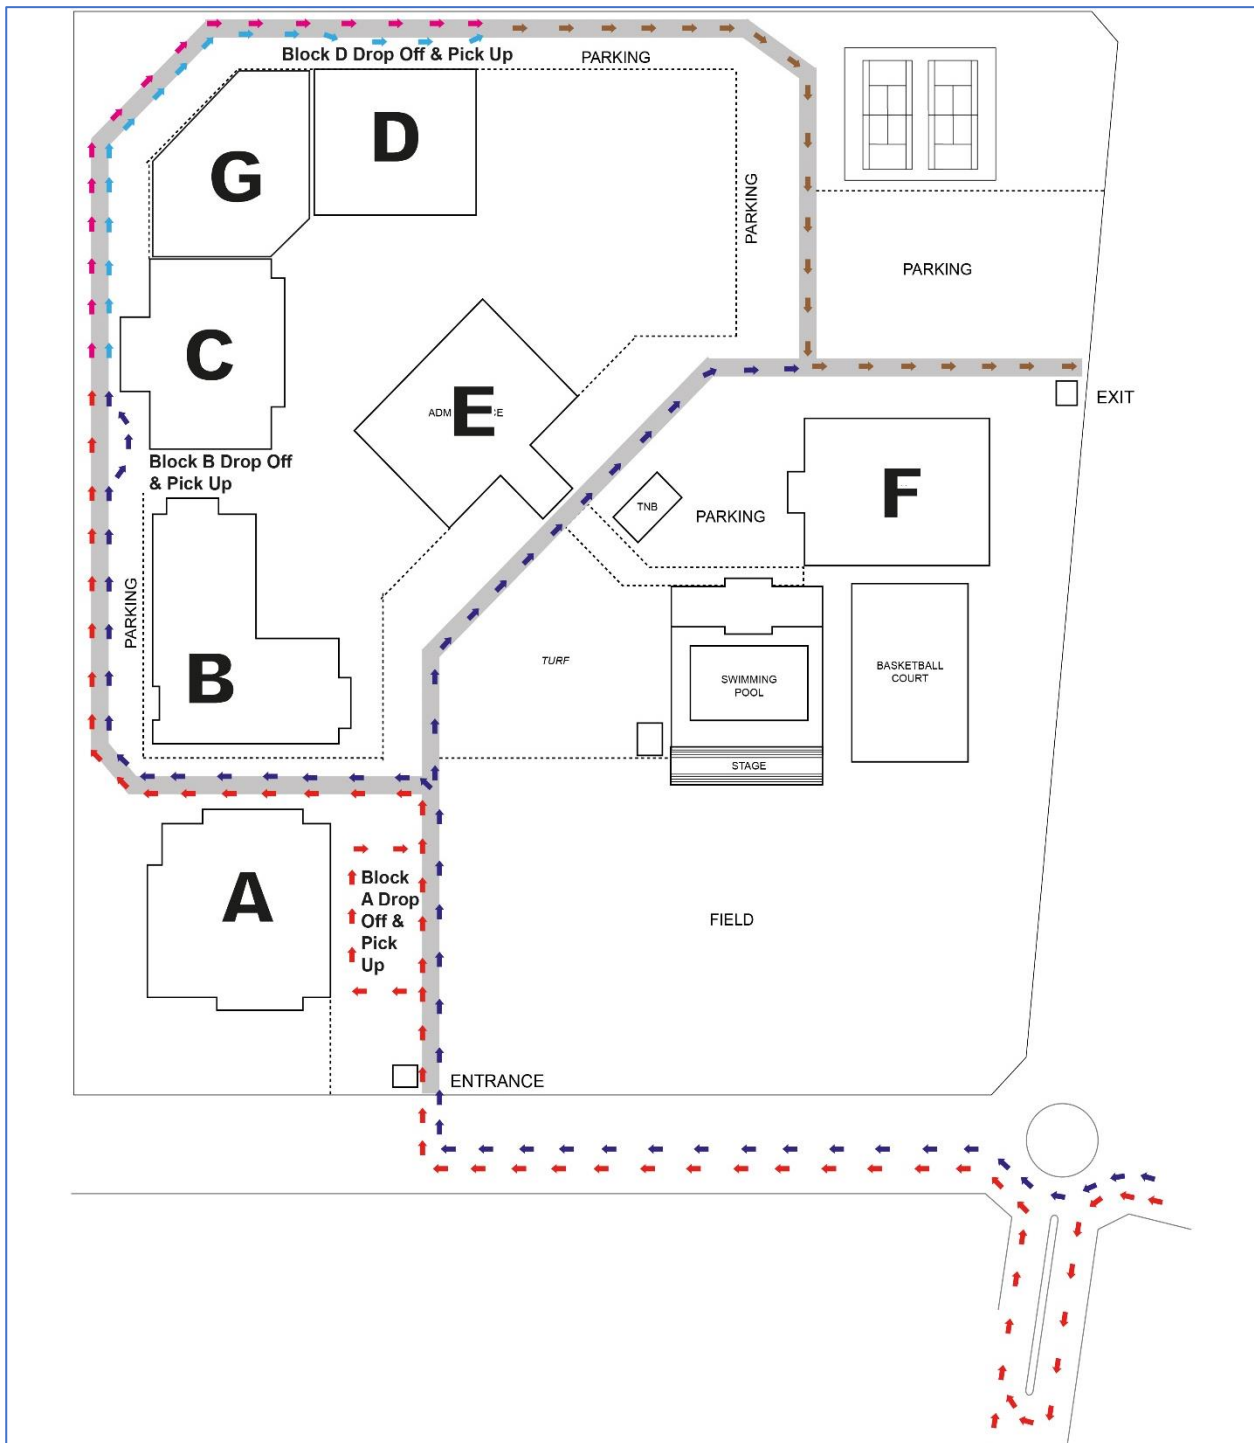 Block D Drop Off & Pick Up
PARKING
D
G
PARKING
PARKING
C
E
ADM
CE
EXIT
Block B Drop Off
& Pick Up
F
TNB
PARKING
PARKING
B
TURF
SWIMMING
POOL
BASKETBALL
COURT
STAGE
A
Block
A Drop
Off &
Pick
Up
FIELD
ENTRANCE